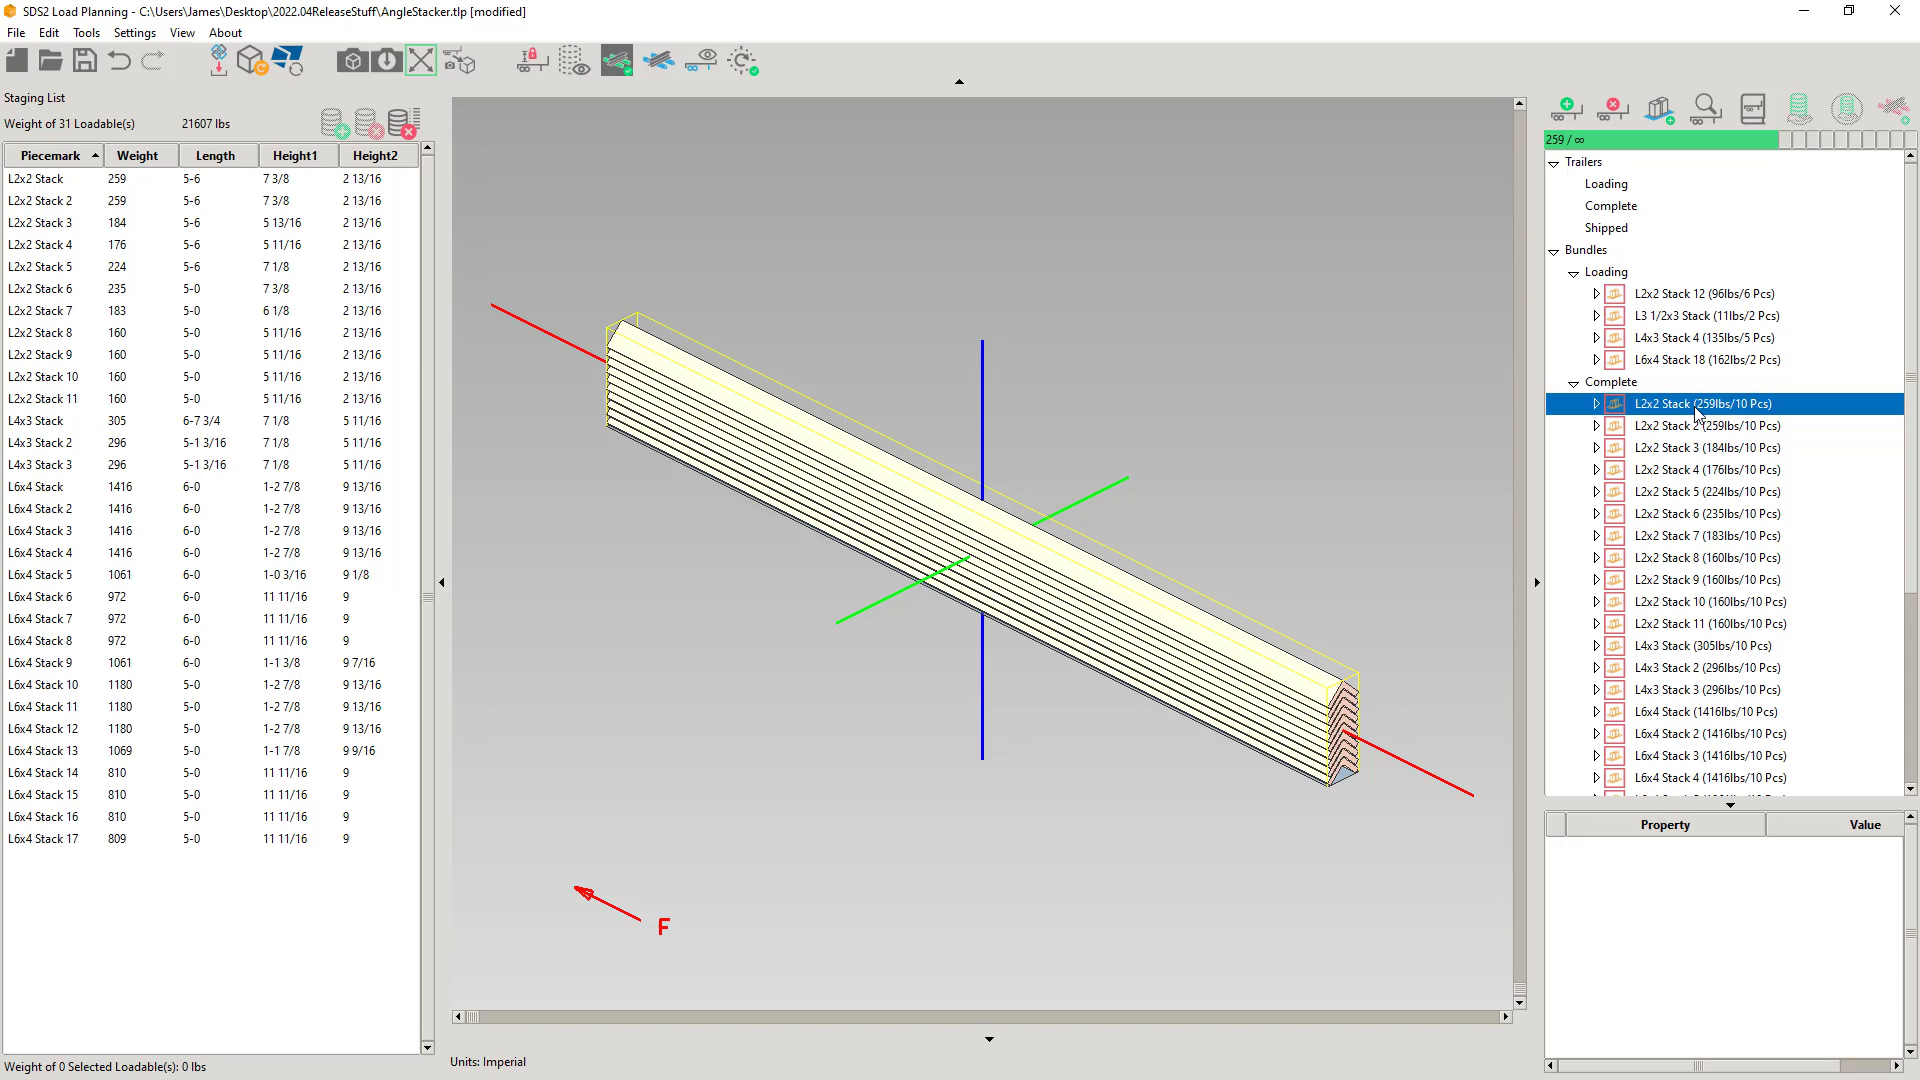 SDS2 Load Planning - C:\Users\James\Desktop\2022.04ReleaseStuff\AngleStacker.tlp [modified]
File Edit Tools Settings View About
Staging List
Weight of 31 Loadable(s) 21607 lbs
Piecemark Weight Length Height1 Height2
L2x2 Stack 259 5-6 7 3/8 2 13/16
L2x2 Stack 2 259 5-6 7 3/8 2 13/16
L2x2 Stack 3 184 5-6 5 13/16 2 13/16
L2x2 Stack 4 176 5-6 5 11/16 2 13/16
L2x2 Stack 5 224 5-6 7 1/8 2 13/16
L2x2 Stack 6 235 5-0 7 3/8 2 13/16
L2x2 Stack 7 183 5-0 6 1/8 2 13/16
L2x2 Stack 8 160 5-0 5 11/16 2 13/16
L2x2 Stack 9 160 5-0 5 11/16 2 13/16
L2x2 Stack 10 160 5-0 5 11/16 2 13/16
L2x2 Stack 11 160 5-0 5 11/16 2 13/16
L4x3 Stack 305 6-7 3/4 7 1/8 5 11/16
L4x3 Stack 2 296 5-1 3/16 7 1/8 5 11/16
L4x3 Stack 3 296 5-1 3/16 7 1/8 5 11/16
L6x4 Stack 1416 6-0 1-2 7/8 9 13/16
L6x4 Stack 2 1416 6-0 1-2 7/8 9 13/16
L6x4 Stack 3 1416 6-0 1-2 7/8 9 13/16
L6x4 Stack 4 1416 6-0 1-2 7/8 9 13/16
L6x4 Stack 5 1061 6-0 1-0 3/16 9 1/8
L6x4 Stack 6 972 6-0 11 11/16 9
L6x4 Stack 7 972 6-0 11 11/16 9
L6x4 Stack 8 972 6-0 11 11/16 9
L6x4 Stack 9 1061 6-0 1-1 3/8 9 7/16
L6x4 Stack 10 1180 5-0 1-2 7/8 9 13/16
L6x4 Stack 11 1180 5-0 1-2 7/8 9 13/16
L6x4 Stack 12 1180 5-0 1-2 7/8 9 13/16
L6x4 Stack 13 1069 5-0 1-1 7/8 9 9/16
L6x4 Stack 14 810 5-0 11 11/16 9
L6x4 Stack 15 810 5-0 11 11/16 9
L6x4 Stack 16 810 5-0 11 11/16 9
L6x4 Stack 17 809 5-0 11 11/16 9
Weight of 0 Selected Loadable(s): 0 lbs
F
Units: Imperial
259 / ∞
Trailers
Loading
Complete
Shipped
Bundles
Loading
L2x2 Stack 12 (96lbs/6 Pcs)
L3 1/2x3 Stack (11lbs/2 Pcs)
L4x3 Stack 4 (135lbs/5 Pcs)
L6x4 Stack 18 (162lbs/2 Pcs)
Complete
L2x2 Stack (259lbs/10 Pcs)
L2x2 Stack 2 (259lbs/10 Pcs)
L2x2 Stack 3 (184lbs/10 Pcs)
L2x2 Stack 4 (176lbs/10 Pcs)
L2x2 Stack 5 (224lbs/10 Pcs)
L2x2 Stack 6 (235lbs/10 Pcs)
L2x2 Stack 7 (183lbs/10 Pcs)
L2x2 Stack 8 (160lbs/10 Pcs)
L2x2 Stack 9 (160lbs/10 Pcs)
L2x2 Stack 10 (160lbs/10 Pcs)
L2x2 Stack 11 (160lbs/10 Pcs)
L4x3 Stack (305lbs/10 Pcs)
L4x3 Stack 2 (296lbs/10 Pcs)
L4x3 Stack 3 (296lbs/10 Pcs)
L6x4 Stack (1416lbs/10 Pcs)
L6x4 Stack 2 (1416lbs/10 Pcs)
L6x4 Stack 3 (1416lbs/10 Pcs)
L6x4 Stack 4 (1416lbs/10 Pcs)
Property Value